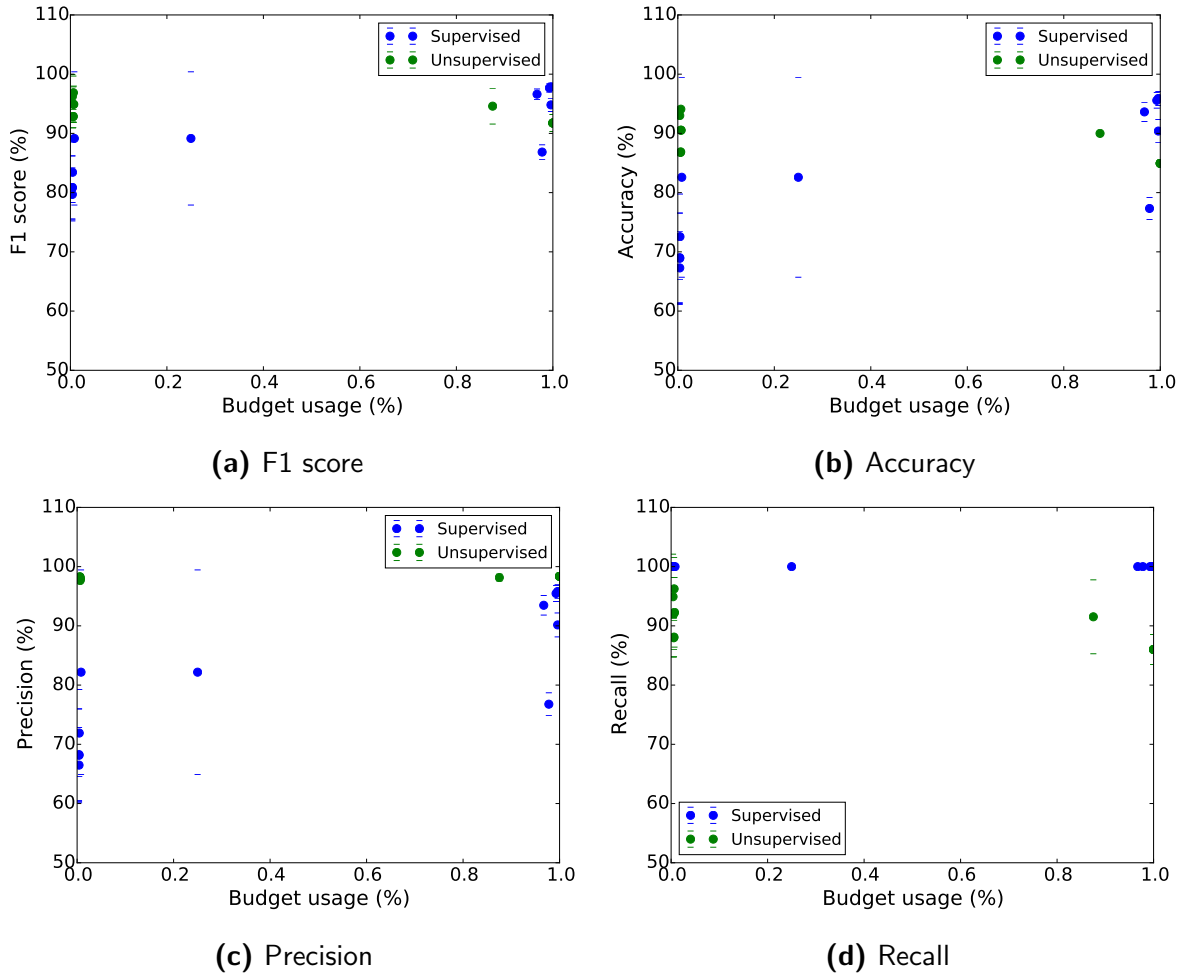 110
100
90
80
70
60
50
F1 score (%)
Supervised
Unsupervised
0.0 0.2 0.4 0.6 0.8 1.0
Budget usage (%)
(a) F1 score
110
100
90
80
70
60
50
Accuracy (%)
Supervised
Unsupervised
0.0 0.2 0.4 0.6 0.8 1.0
Budget usage (%)
(b) Accuracy
110
100
90
80
70
60
50
Precision (%)
Supervised
Unsupervised
0.0 0.2 0.4 0.6 0.8 1.0
Budget usage (%)
(c) Precision
110
100
90
80
70
60
50
Recall (%)
Supervised
Unsupervised
0.0 0.2 0.4 0.6 0.8 1.0
Budget usage (%)
(d) Recall